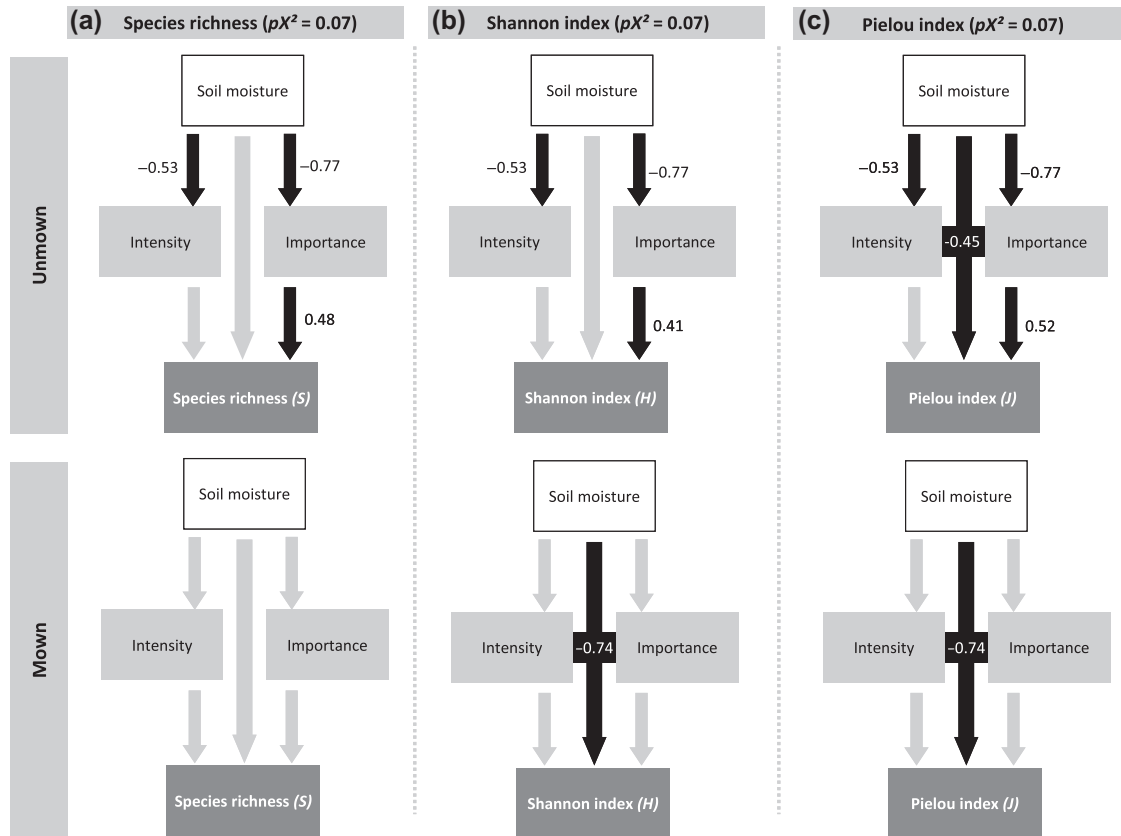 (a) Species richness (pX² = 0.07)
(b) Shannon index (pX² = 0.07)
(c) Pielou index (pX² = 0.07)
Unmown
Soil moisture
−0.53
−0.77
Intensity
Importance
0.48
Species richness (S)
Soil moisture
−0.53
−0.77
Intensity
Importance
0.41
Shannon index (H)
Soil moisture
−0.53
−0.77
Intensity
-0.45
Importance
0.52
Pielou index (J)
Mown
Soil moisture
Intensity
Importance
Species richness (S)
Soil moisture
Intensity
−0.74
Importance
Shannon index (H)
Soil moisture
Intensity
−0.74
Importance
Pielou index (J)